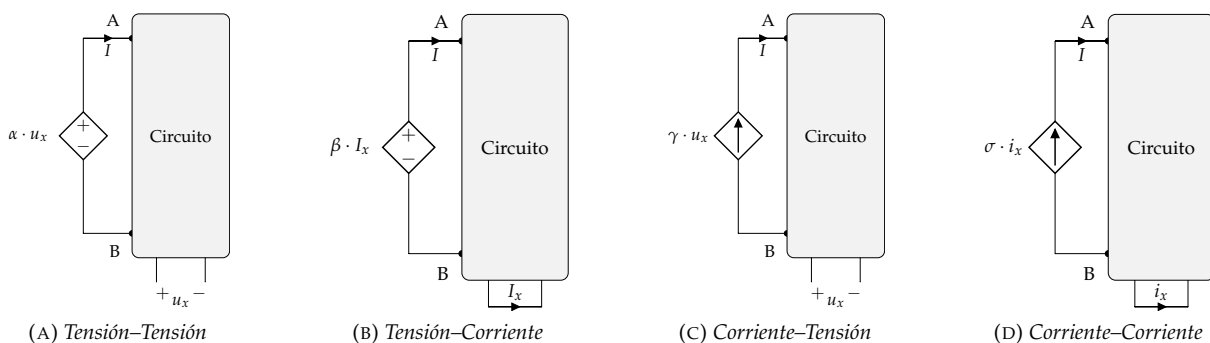 A
I
α · u_x
+
−
Circuito
B
+ u_x −
(A) Tensión–Tensión
A
I
β · I_x
+
−
Circuito
B
I_x
(B) Tensión–Corriente
A
I
γ · u_x
Circuito
B
+ u_x −
(C) Corriente–Tensión
A
I
σ · i_x
Circuito
B
i_x
(D) Corriente–Corriente